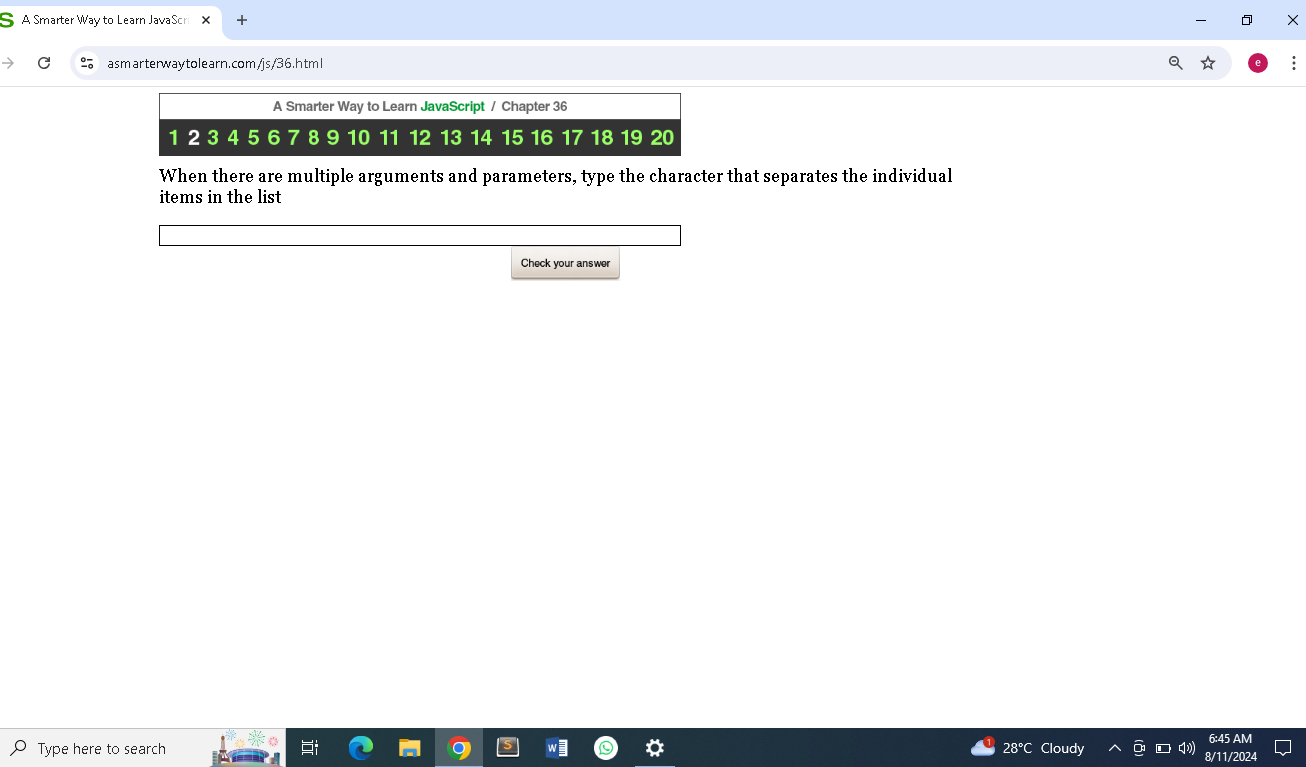 S A Smarter Way to Learn JavaScri
asmarterwaytolearn.com/js/36.html
e
A Smarter Way to Learn JavaScript / Chapter 36
1 2 3 4 5 6 7 8 9 10 11 12 13 14 15 16 17 18 19 20
When there are multiple arguments and parameters, type the character that separates the individual
items in the list
Check your answer
Type here to search
S
W
1
28°C Cloudy
6:45 AM
8/11/2024